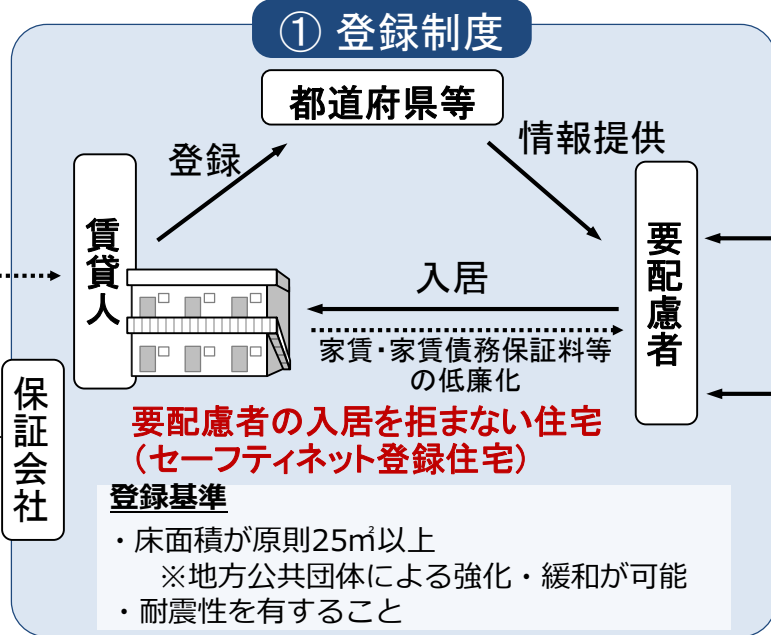 ① 登録制度
都道府県等
登録
情報提供
賃貸人
要配慮者
入居
家賃・家賃債務保証料等
の低廉化
保証会社
要配慮者の入居を拒まない住宅
（セーフティネット登録住宅）
登録基準
・床面積が原則25㎡以上
※地方公共団体による強化・緩和が可能
・耐震性を有すること